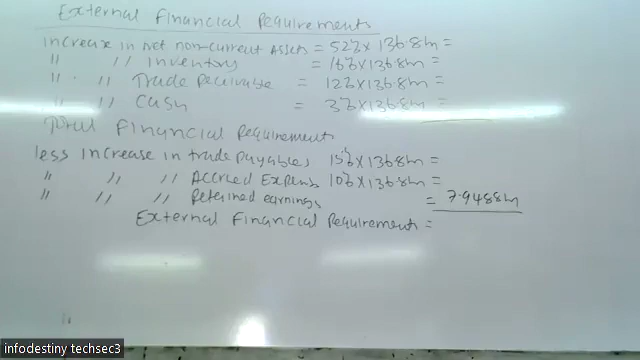 External Financial Requirements
increase in net non-current Assets = 52% x 136.8m =
" " Inventory = 16% x 136.8m =
" " Trade Receivable = 12% x 136.8m =
" " Cash = 3% x 136.8m =
Financial Requirement
less increase in trade payables 15% x 136.8m =
" " " Accrued Expens 10% x 136.8m =
" " " Retained earnings = 7.9488m
External Financial Requirement =
infodestiny techsec3